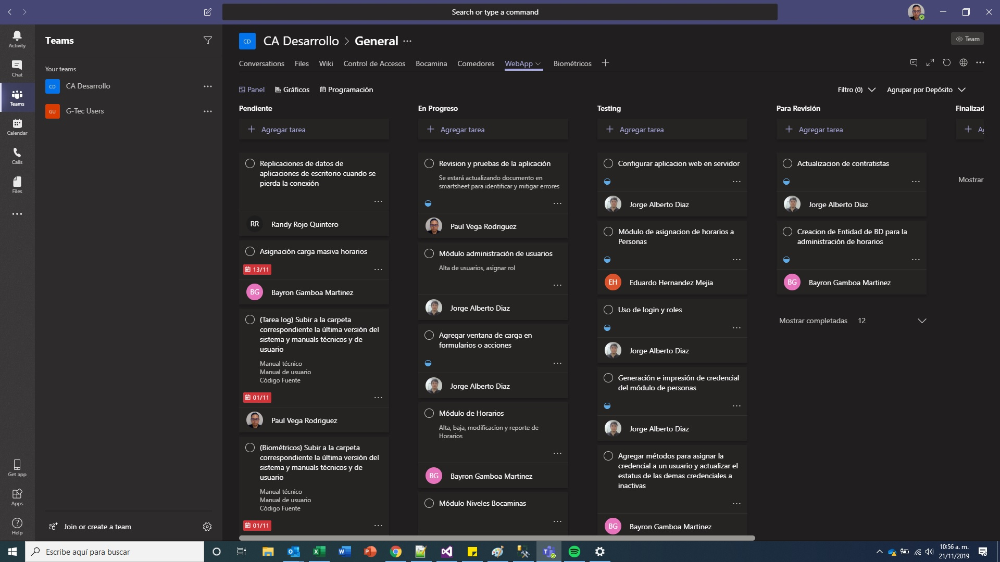 Search or type a command
Activity
Chat
Teams
Calendar
Calls
Files
Get app
Apps
Help
Teams
Your teams
CD CA Desarrollo
GU G-Tec Users
Join or create a team
CD CA Desarrollo > General
Team
Conversations Files Wiki Control de Accesos Bocamina Comedores WebApp Biométricos
Panel Gráficos Programación
Filtro (0) Agrupar por Depósito
Pendiente
Agregar tarea
Replicaciones de datos de
aplicaciones de escritorio cuando se
pierda la conexión
RR Randy Rojo Quintero
Asignación carga masiva horarios
13/11
BG Bayron Gamboa Martinez
(Tarea log) Subir a la carpeta
correspondiente la última versión del
sistema y manuals técnicos y de
usuario
Manual técnico
Manual de usuario
Código Fuente
01/11
Paul Vega Rodriguez
(Biométricos) Subir a la carpeta
correspondiente la última versión del
sistema y manuals técnicos y de
usuario
Manual técnico
Manual de usuario
Código Fuente
01/11
En Progreso
Agregar tarea
Revision y pruebas de la aplicación
Se estará actualizando documento en
smartsheet para identificar y mitigar errores
Paul Vega Rodriguez
Módulo administración de usuarios
Alta de usuarios, asignar rol
Jorge Alberto Diaz
Agregar ventana de carga en
formularios o acciones
Jorge Alberto Diaz
Módulo de Horarios
Alta, baja, modificacion y reporte de
Horarios
BG Bayron Gamboa Martinez
Módulo Niveles Bocaminas
Testing
Agregar tarea
Configurar aplicacion web en servidor
Jorge Alberto Diaz
Módulo de asignacion de horarios a
Personas
EH Eduardo Hernandez Mejia
Uso de login y roles
Jorge Alberto Diaz
Generación e impresión de credencial
del módulo de personas
Jorge Alberto Diaz
Agregar métodos para asignar la
credencial a un usuario y actualizar el
estatus de las demas credenciales a
inactivas
BG Bayron Gamboa Martinez
Para Revisión
Agregar tarea
Actualizacion de contratistas
Jorge Alberto Diaz
Creacion de Entidad de BD para la
administración de horarios
BG Bayron Gamboa Martinez
Mostrar completadas 12
Finalizad
Ag
Mostrar
Escribe aquí para buscar
10:56 a. m.
21/11/2019